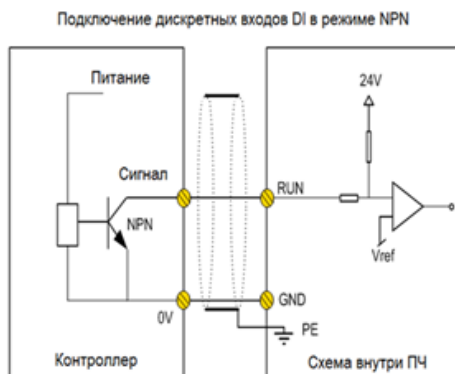 Подключение дискретных входов DI в режиме NPN
Питание
24V
Сигнал
RUN
NPN
Vref
0V
GND
PE
Контроллер
Схема внутри ПЧ